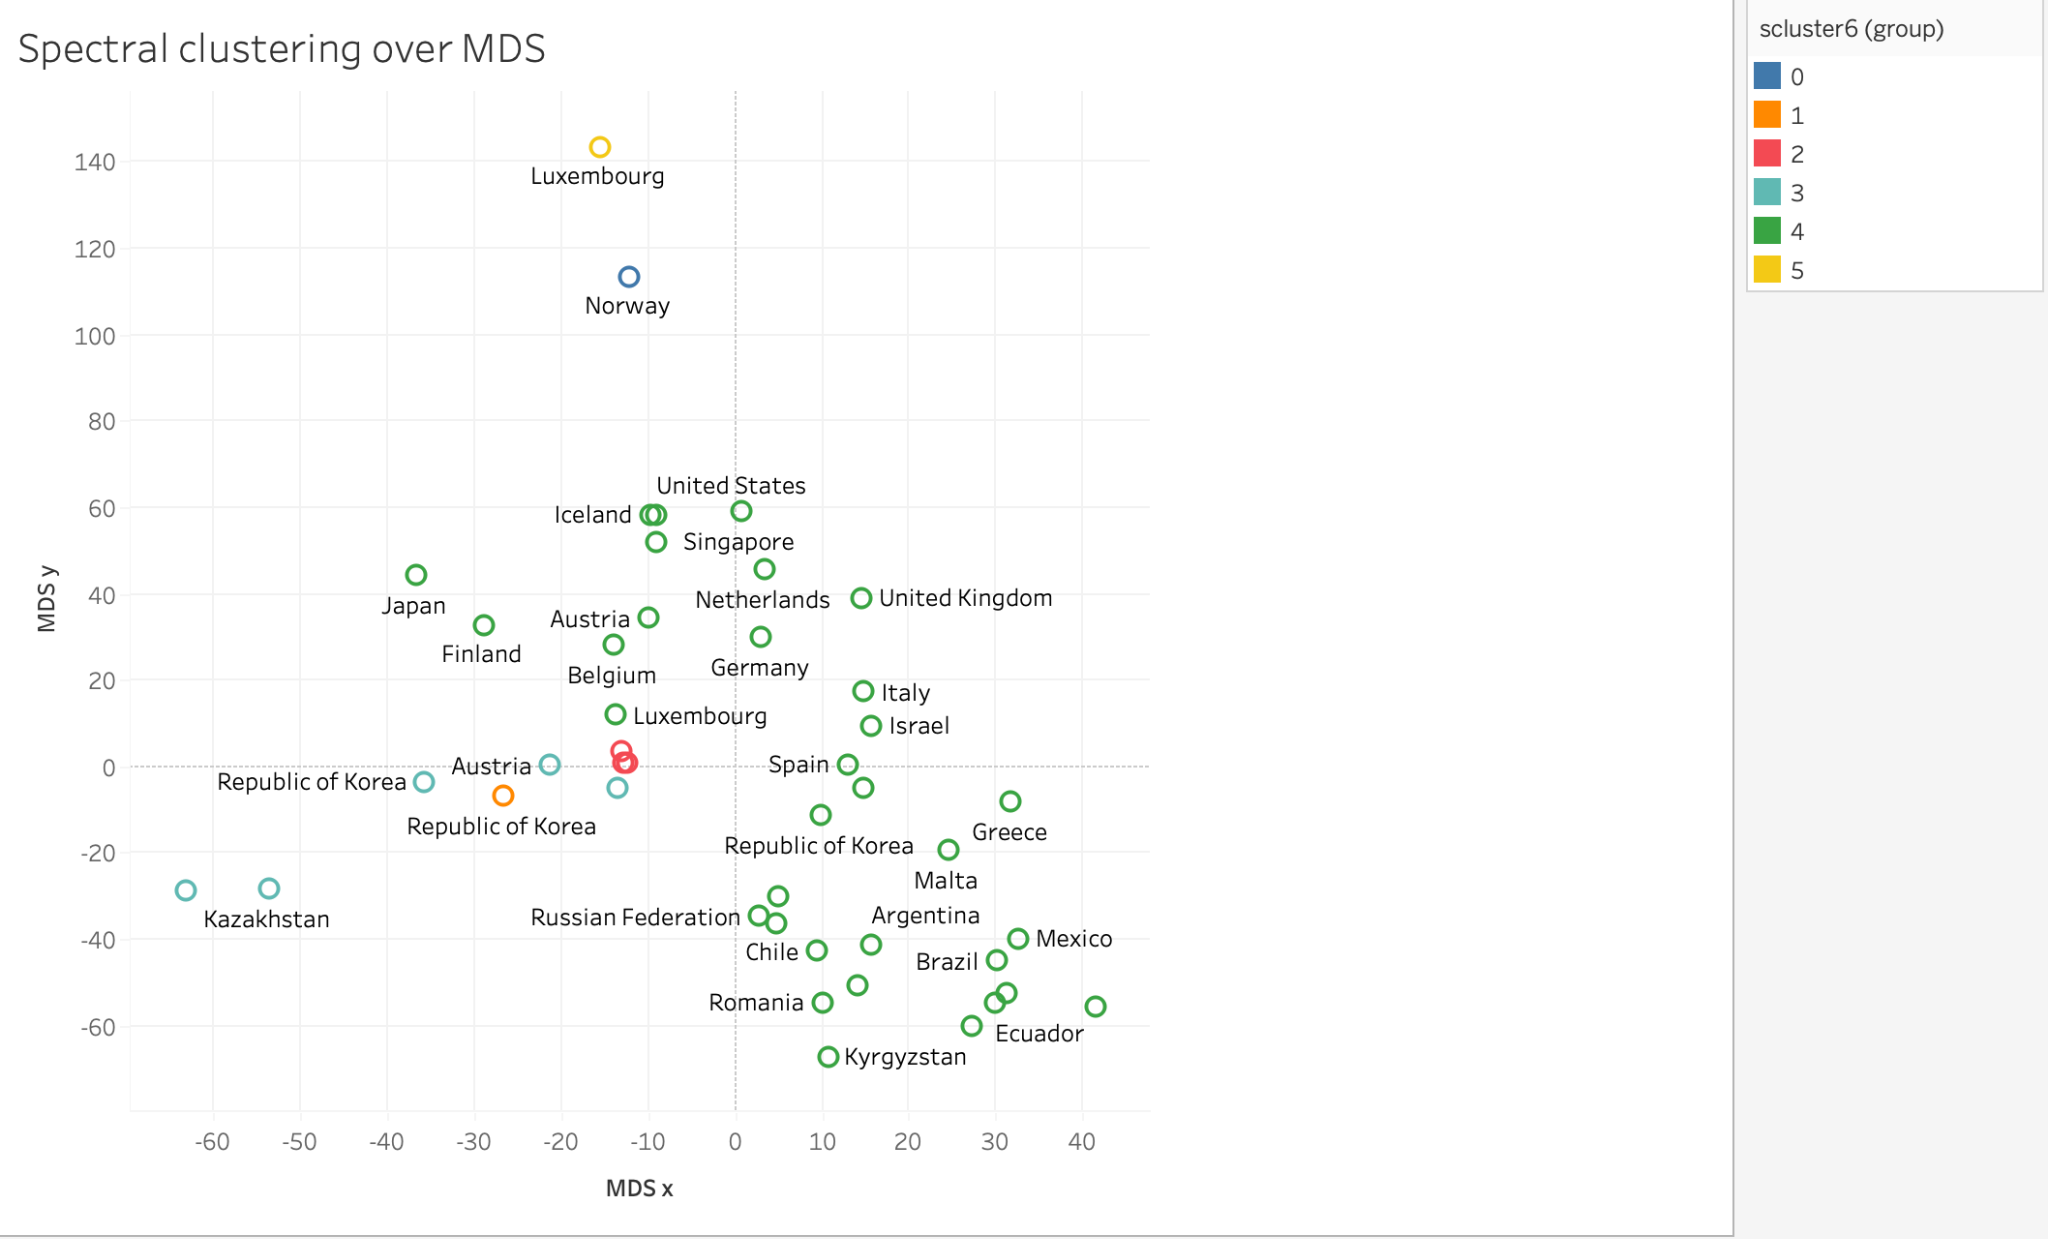 Spectral clustering over MDS
scluster6 (group)
0
1
2
3
4
5
MDS y
140
120
100
80
60
40
20
0
-20
-40
-60
Luxembourg
Norway
United States
Iceland
Singapore
Japan
Netherlands
United Kingdom
Austria
Finland
Belgium
Germany
Italy
Luxembourg
Israel
Austria
Spain
Republic of Korea
Republic of Korea
Greece
Republic of Korea
Malta
Kazakhstan
Russian Federation
Argentina
Mexico
Chile
Brazil
Romania
Ecuador
Kyrgyzstan
-60 -50 -40 -30 -20 -10 0 10 20 30 40
MDS x